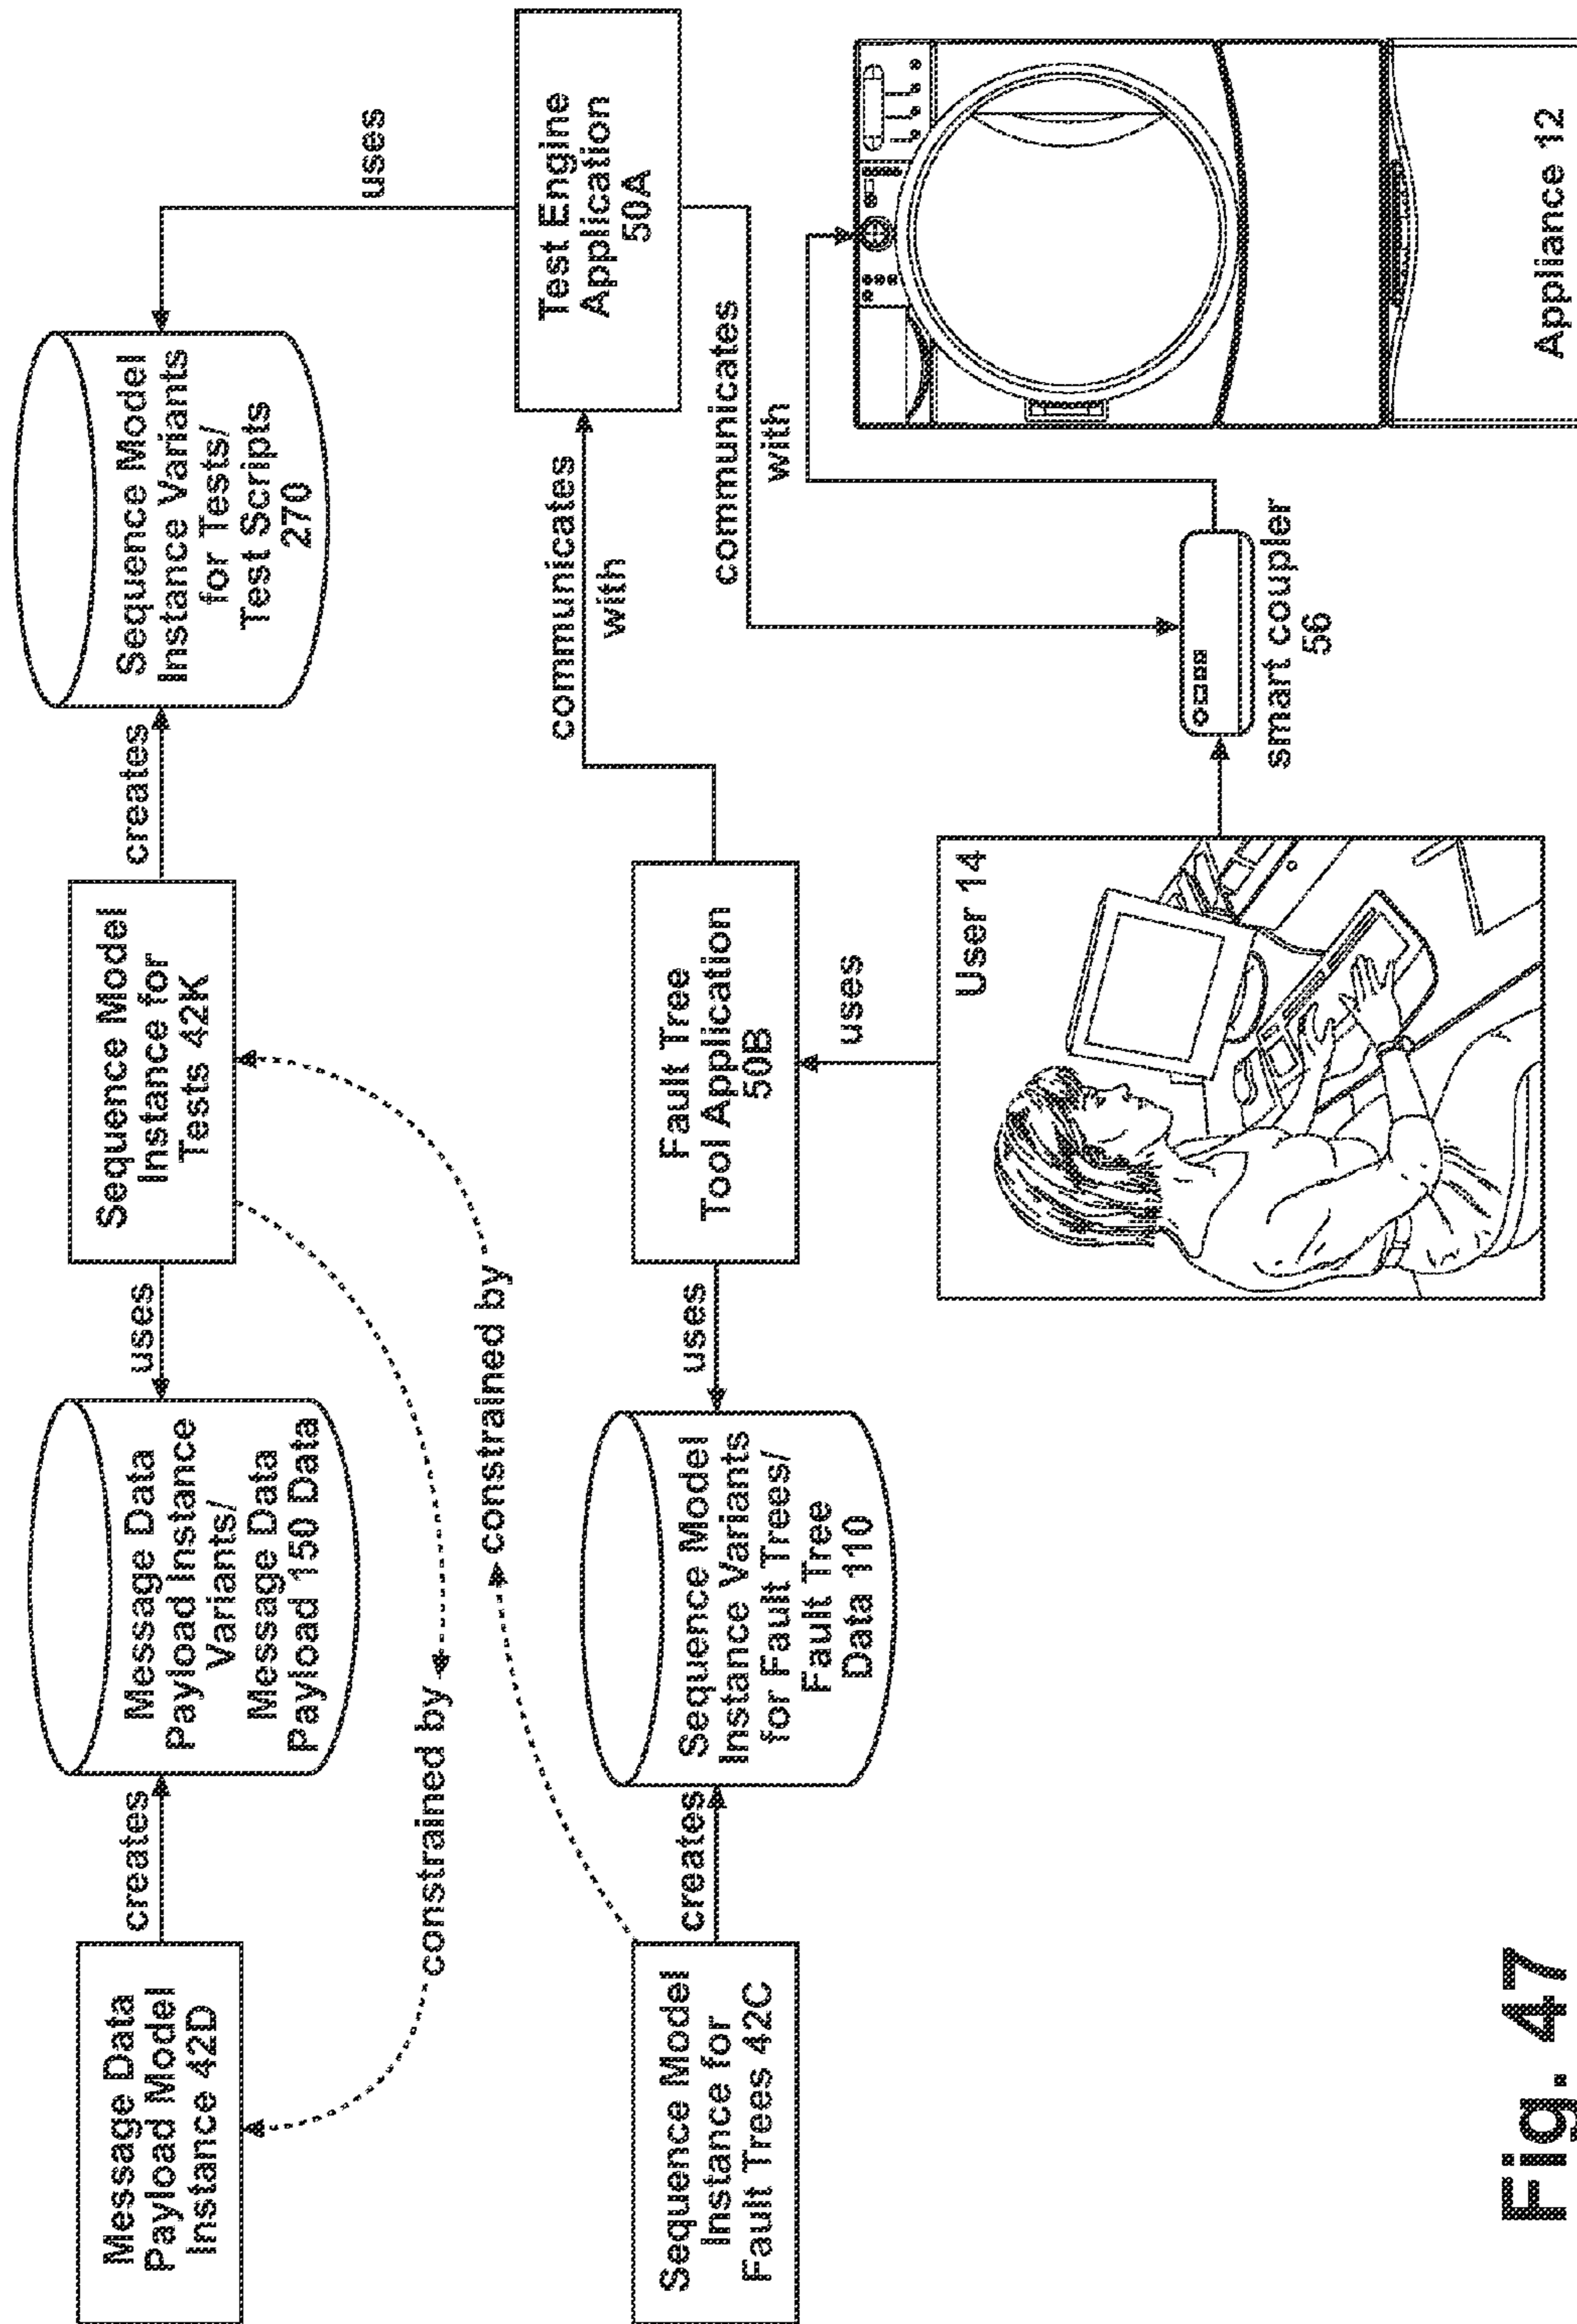 Message Data
Payload Model
Instance 42D
creates
Message Data
Payload Instance
Variants/
Message Data
Payload 150 Data
uses
Sequence Model
Instance for
Tests 42K
creates
Sequence Model
Instance Variants
for Tests/
Test Scripts
270
uses
constrained by
constrained by
communicates
with
Test Engine
Application
50A
Sequence Model
Instance for
Fault Trees 42C
creates
Sequence Model
Instance Variants
for Fault Trees/
Fault Tree
Data 110
uses
Fault Tree
Tool Application
50B
communicates
with
uses
User 14
smart coupler
56
Appliance 12
Fig. 47